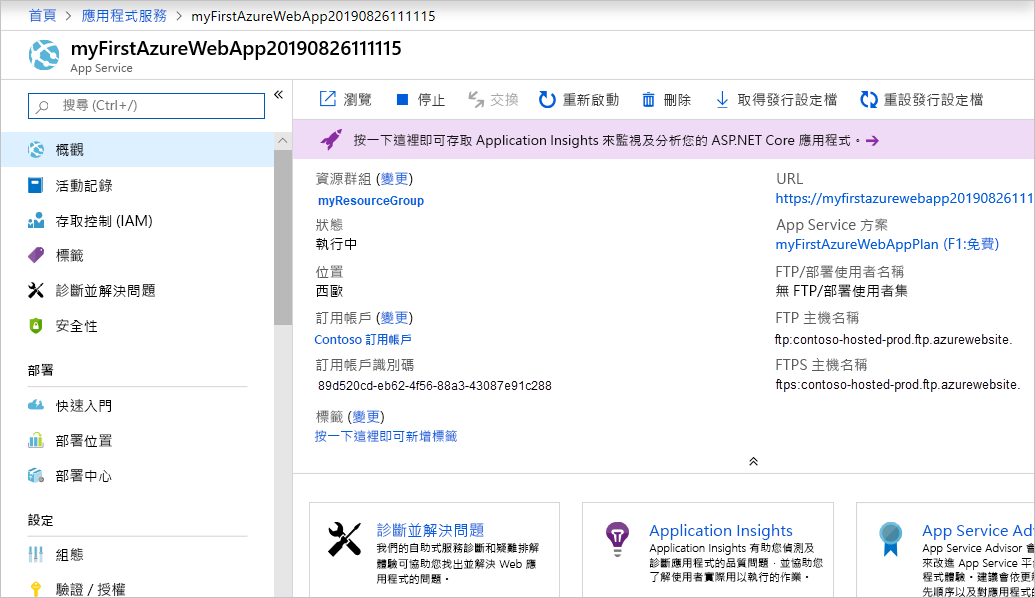 首頁 > 應用程式服務 > myFirstAzureWebApp20190826111115
myFirstAzureWebApp20190826111115
App Service
搜尋 (Ctrl+/)
«
概觀
活動記錄
存取控制 (IAM)
標籤
診斷並解決問題
安全性
部署
快速入門
部署位置
部署中心
設定
組態
驗證 / 授權
瀏覽 停止 交換 重新啟動 刪除 取得發行設定檔 重設發行設定檔
按一下這裡即可存取 Application Insights 來監視及分析您的 ASP.NET Core 應用程式。→
資源群組 (變更)
myResourceGroup
狀態
執行中
位置
西歐
訂用帳戶 (變更)
Contoso 訂用帳戶
訂用帳戶識別碼
89d520cd-eb62-4f56-88a3-43087e91c288
標籤 (變更)
按一下這裡即可新增標籤
URL
https://myfirstazurewebapp20190826111
App Service 方案
myFirstAzureWebAppPlan (F1:免費)
FTP/部署使用者名稱
無 FTP/部署使用者集
FTP 主機名稱
ftp:contoso-hosted-prod.ftp.azurewebsite.
FTPS 主機名稱
ftps:contoso-hosted-prod.ftp.azurewebsite.
診斷並解決問題
我們的自助式服務診斷和疑難排解
體驗可協助您找出並解決 Web 應
用程式的問題。
Application Insights
Application Insights 有助您偵測及
診斷應用程式的品質問題，並協助您
了解使用者實際用以執行的作業。
App Service Adv
App Service Advisor 會
來改進 App Service 平台
程式體驗。建議會依更
先順序以及對應用程式的